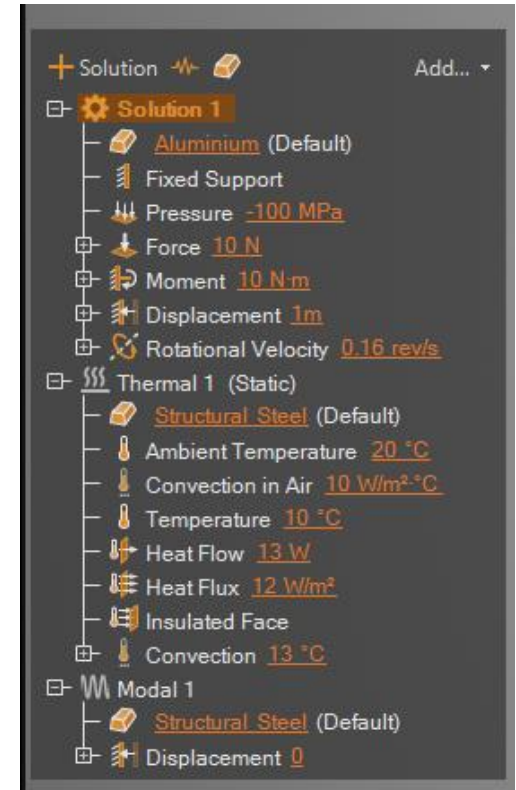 Solution Add...
Solution 1
Aluminium (Default)
Fixed Support
Pressure -100 MPa
Force 10 N
Moment 10 N·m
Displacement 1m
Rotational Velocity 0.16 rev/s
Thermal 1 (Static)
Structural Steel (Default)
Ambient Temperature 20 °C
Convection in Air 10 W/m²·°C
Temperature 10 °C
Heat Flow 13 W
Heat Flux 12 W/m²
Insulated Face
Convection 13 °C
Modal 1
Structural Steel (Default)
Displacement 0